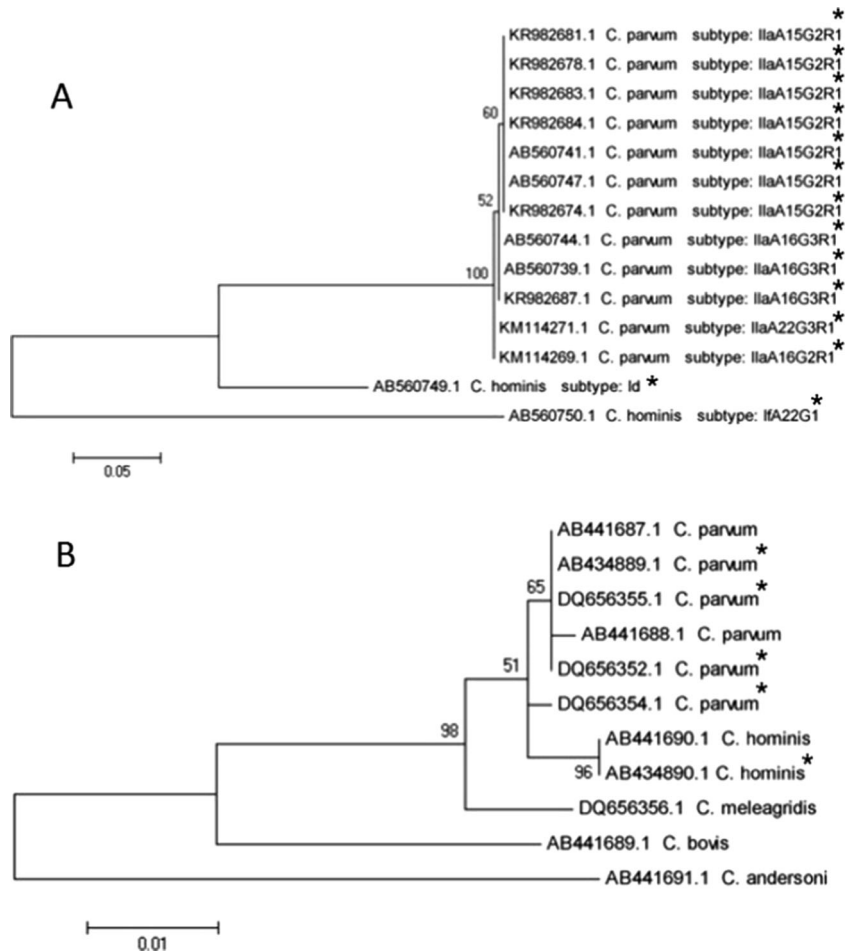 A
KR982681.1 C. parvum subtype: IIaA15G2R1*
KR982678.1 C. parvum subtype: IIaA15G2R1*
KR982683.1 C. parvum subtype: IIaA15G2R1*
KR982684.1 C. parvum subtype: IIaA15G2R1*
60
AB560741.1 C. parvum subtype: IIaA15G2R1*
AB560747.1 C. parvum subtype: IIaA15G2R1*
KR982674.1 C. parvum subtype: IIaA15G2R1*
52
AB560744.1 C. parvum subtype: IIaA16G3R1*
AB560739.1 C. parvum subtype: IIaA16G3R1*
100
KR982687.1 C. parvum subtype: IIaA16G3R1*
KM114271.1 C. parvum subtype: IIaA22G3R1*
KM114269.1 C. parvum subtype: IIaA16G2R1*
AB560749.1 C. hominis subtype: Id *
AB560750.1 C. hominis subtype: IfA22G1*
0.05
B
AB441687.1 C. parvum
AB434889.1 C. parvum*
65
DQ656355.1 C. parvum*
AB441688.1 C. parvum
51
DQ656352.1 C. parvum*
DQ656354.1 C. parvum*
98
AB441690.1 C. hominis
96
AB434890.1 C. hominis*
DQ656356.1 C. meleagridis
AB441689.1 C. bovis
AB441691.1 C. andersoni
0.01